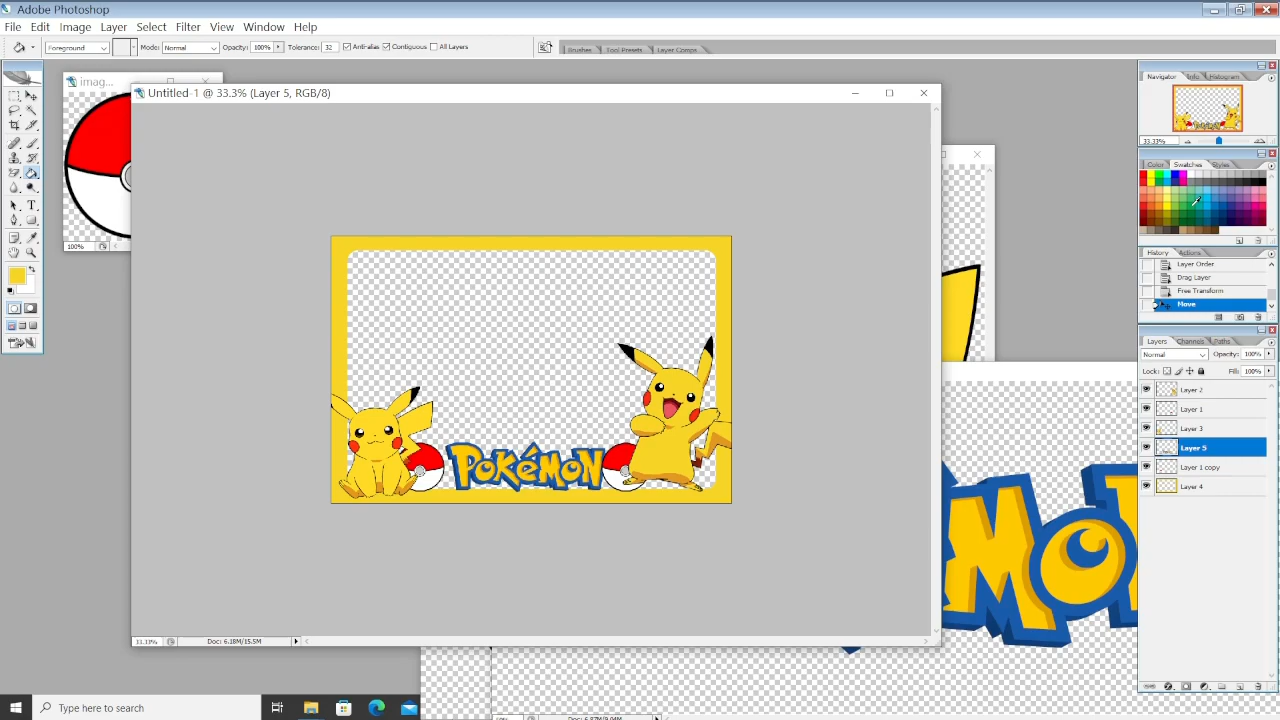 Adobe Photoshop
File Edit Image Layer Select Filter View Window Help
Foreground Mode: Normal Opacity: 100% Tolerance: 32 Anti-alias Contiguous All Layers
Brushes Tool Presets Layer Comps
imag...
100%
Untitled-1 @ 33.3% (Layer 5, RGB/8)
POKéMON
33.33% Doc: 6.18M/15.5M
Navigator Info Histogram
33.33%
Color Swatches Styles
History Actions
Layer Order
Drag Layer
Free Transform
Move
Layers Channels Paths
Normal Opacity: 100%
Lock: Fill: 100%
Layer 2
Layer 1
Layer 3
Layer 5
Layer 1 copy
Layer 4
Type here to search